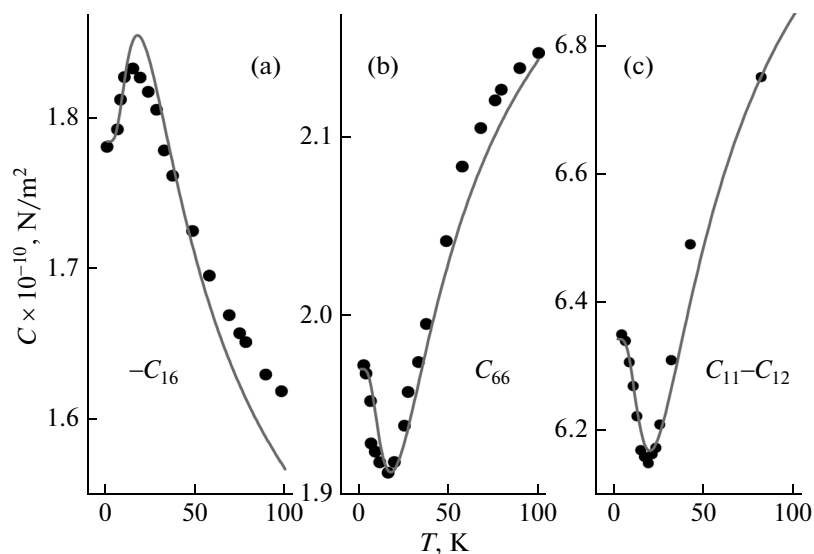 (a)
(b)
(c)
C × 10⁻¹⁰, N/m²
1.8
1.7
1.6
2.1
2.0
1.9
6.8
6.6
6.4
6.2
–C₁₆
C₆₆
C₁₁–C₁₂
0 50 100
0 50 100
0 50 100
T, K